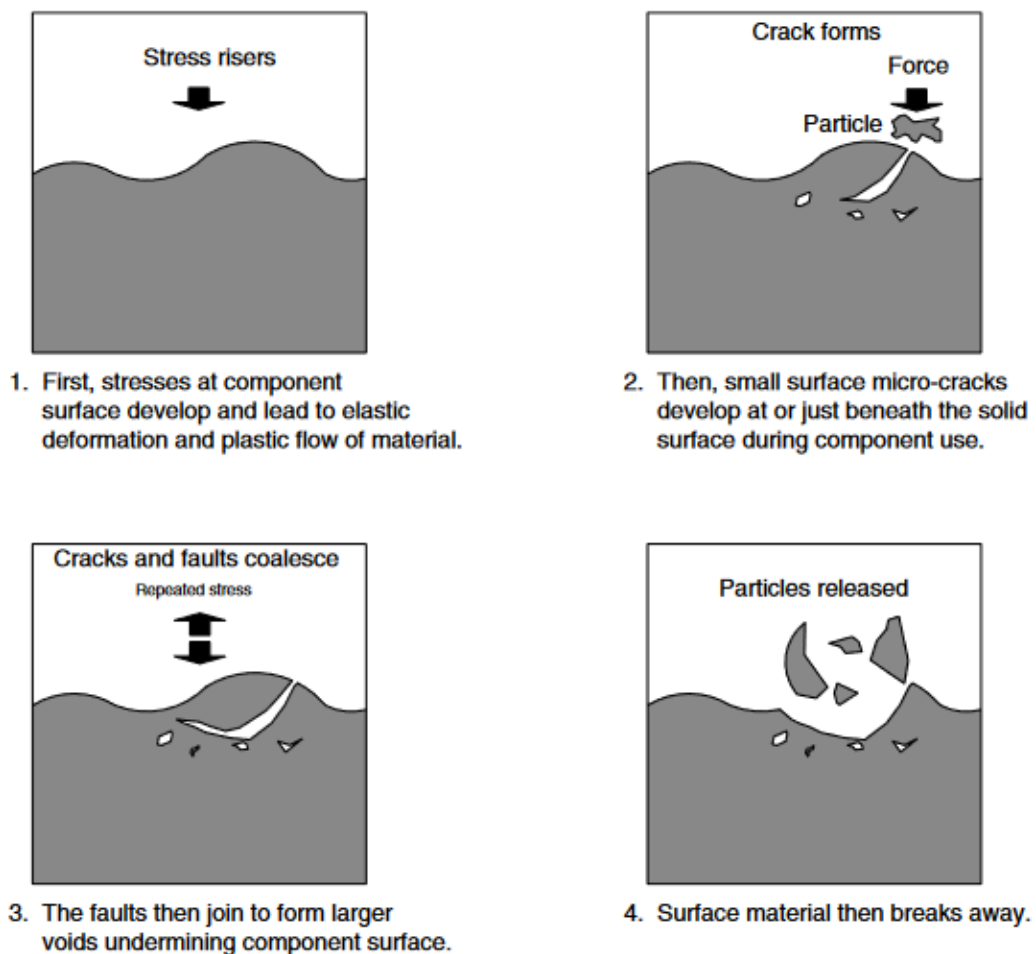 Stress risers
1. First, stresses at component
surface develop and lead to elastic
deformation and plastic flow of material.
Crack forms
Force
Particle
2. Then, small surface micro-cracks
develop at or just beneath the solid
surface during component use.
Cracks and faults coalesce
Repeated stress
3. The faults then join to form larger
voids undermining component surface.
Particles released
4. Surface material then breaks away.